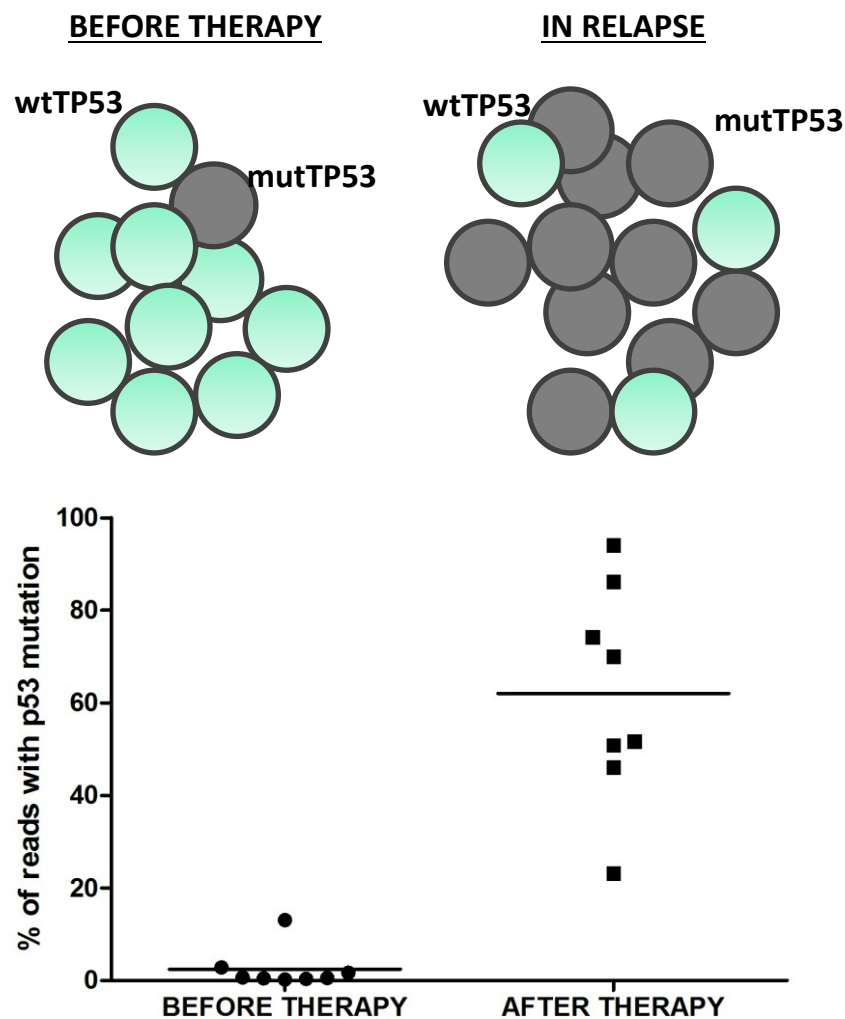 BEFORE THERAPY
IN RELAPSE
wtTP53
mutTP53
wtTP53
mutTP53
% of reads with p53 mutation
100
80
60
40
20
0
BEFORE THERAPY
AFTER THERAPY